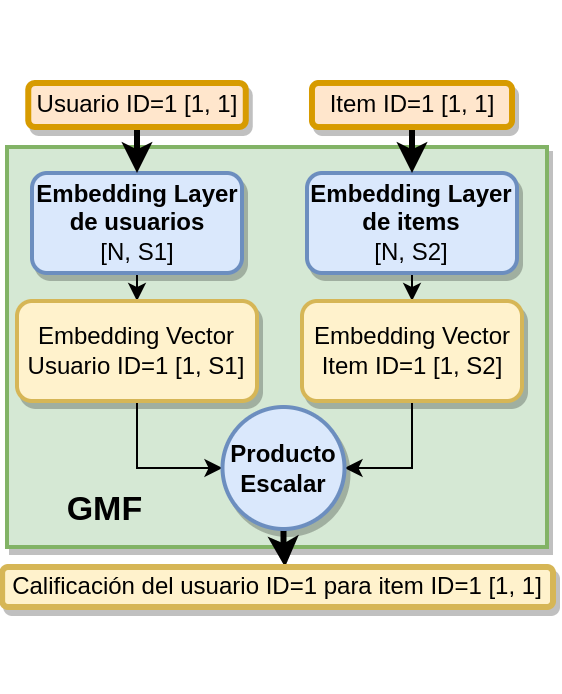 Usuario ID=1 [1, 1]
Item ID=1 [1, 1]
Embedding Layer
de usuarios
[N, S1]
Embedding Layer
de items
[N, S2]
Embedding Vector
Usuario ID=1 [1, S1]
Embedding Vector
Item ID=1 [1, S2]
Producto
Escalar
GMF
Calificación del usuario ID=1 para item ID=1 [1, 1]